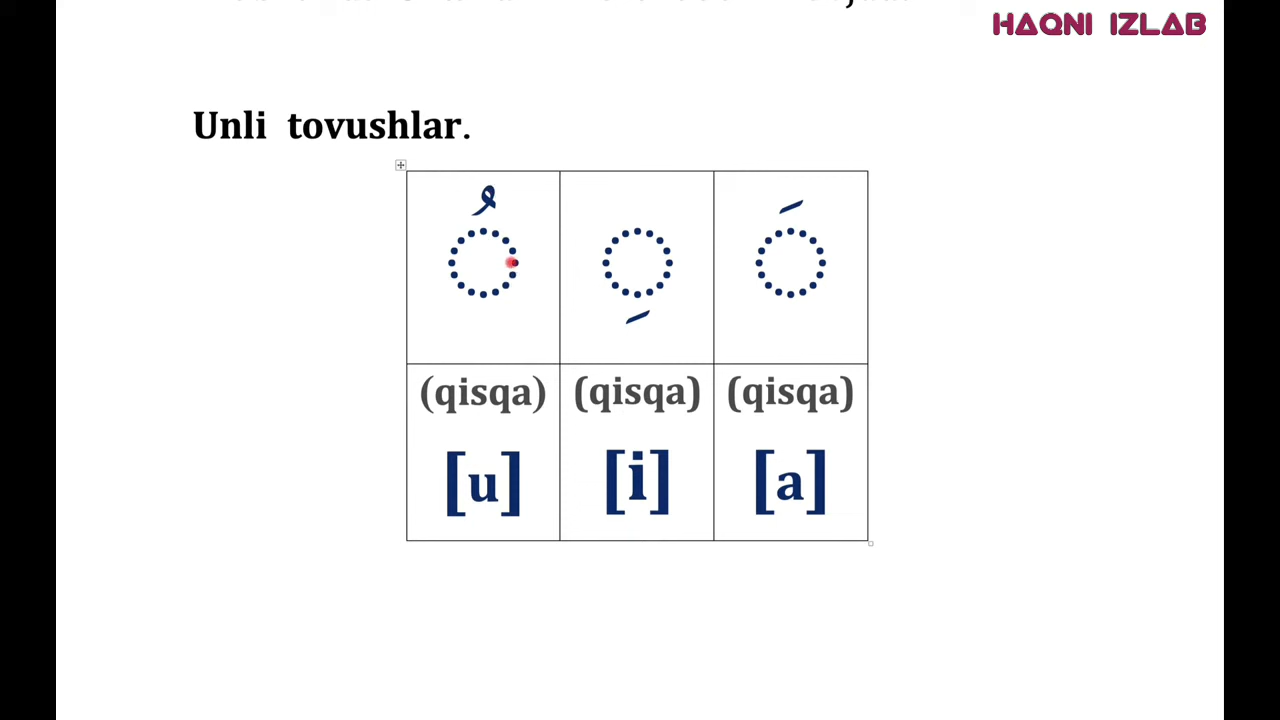 HAQNI IZLAB
Unli tovushlar.
◌ُ ◌ِ ◌َ
(qisqa) (qisqa) (qisqa)
[u] [i] [a]